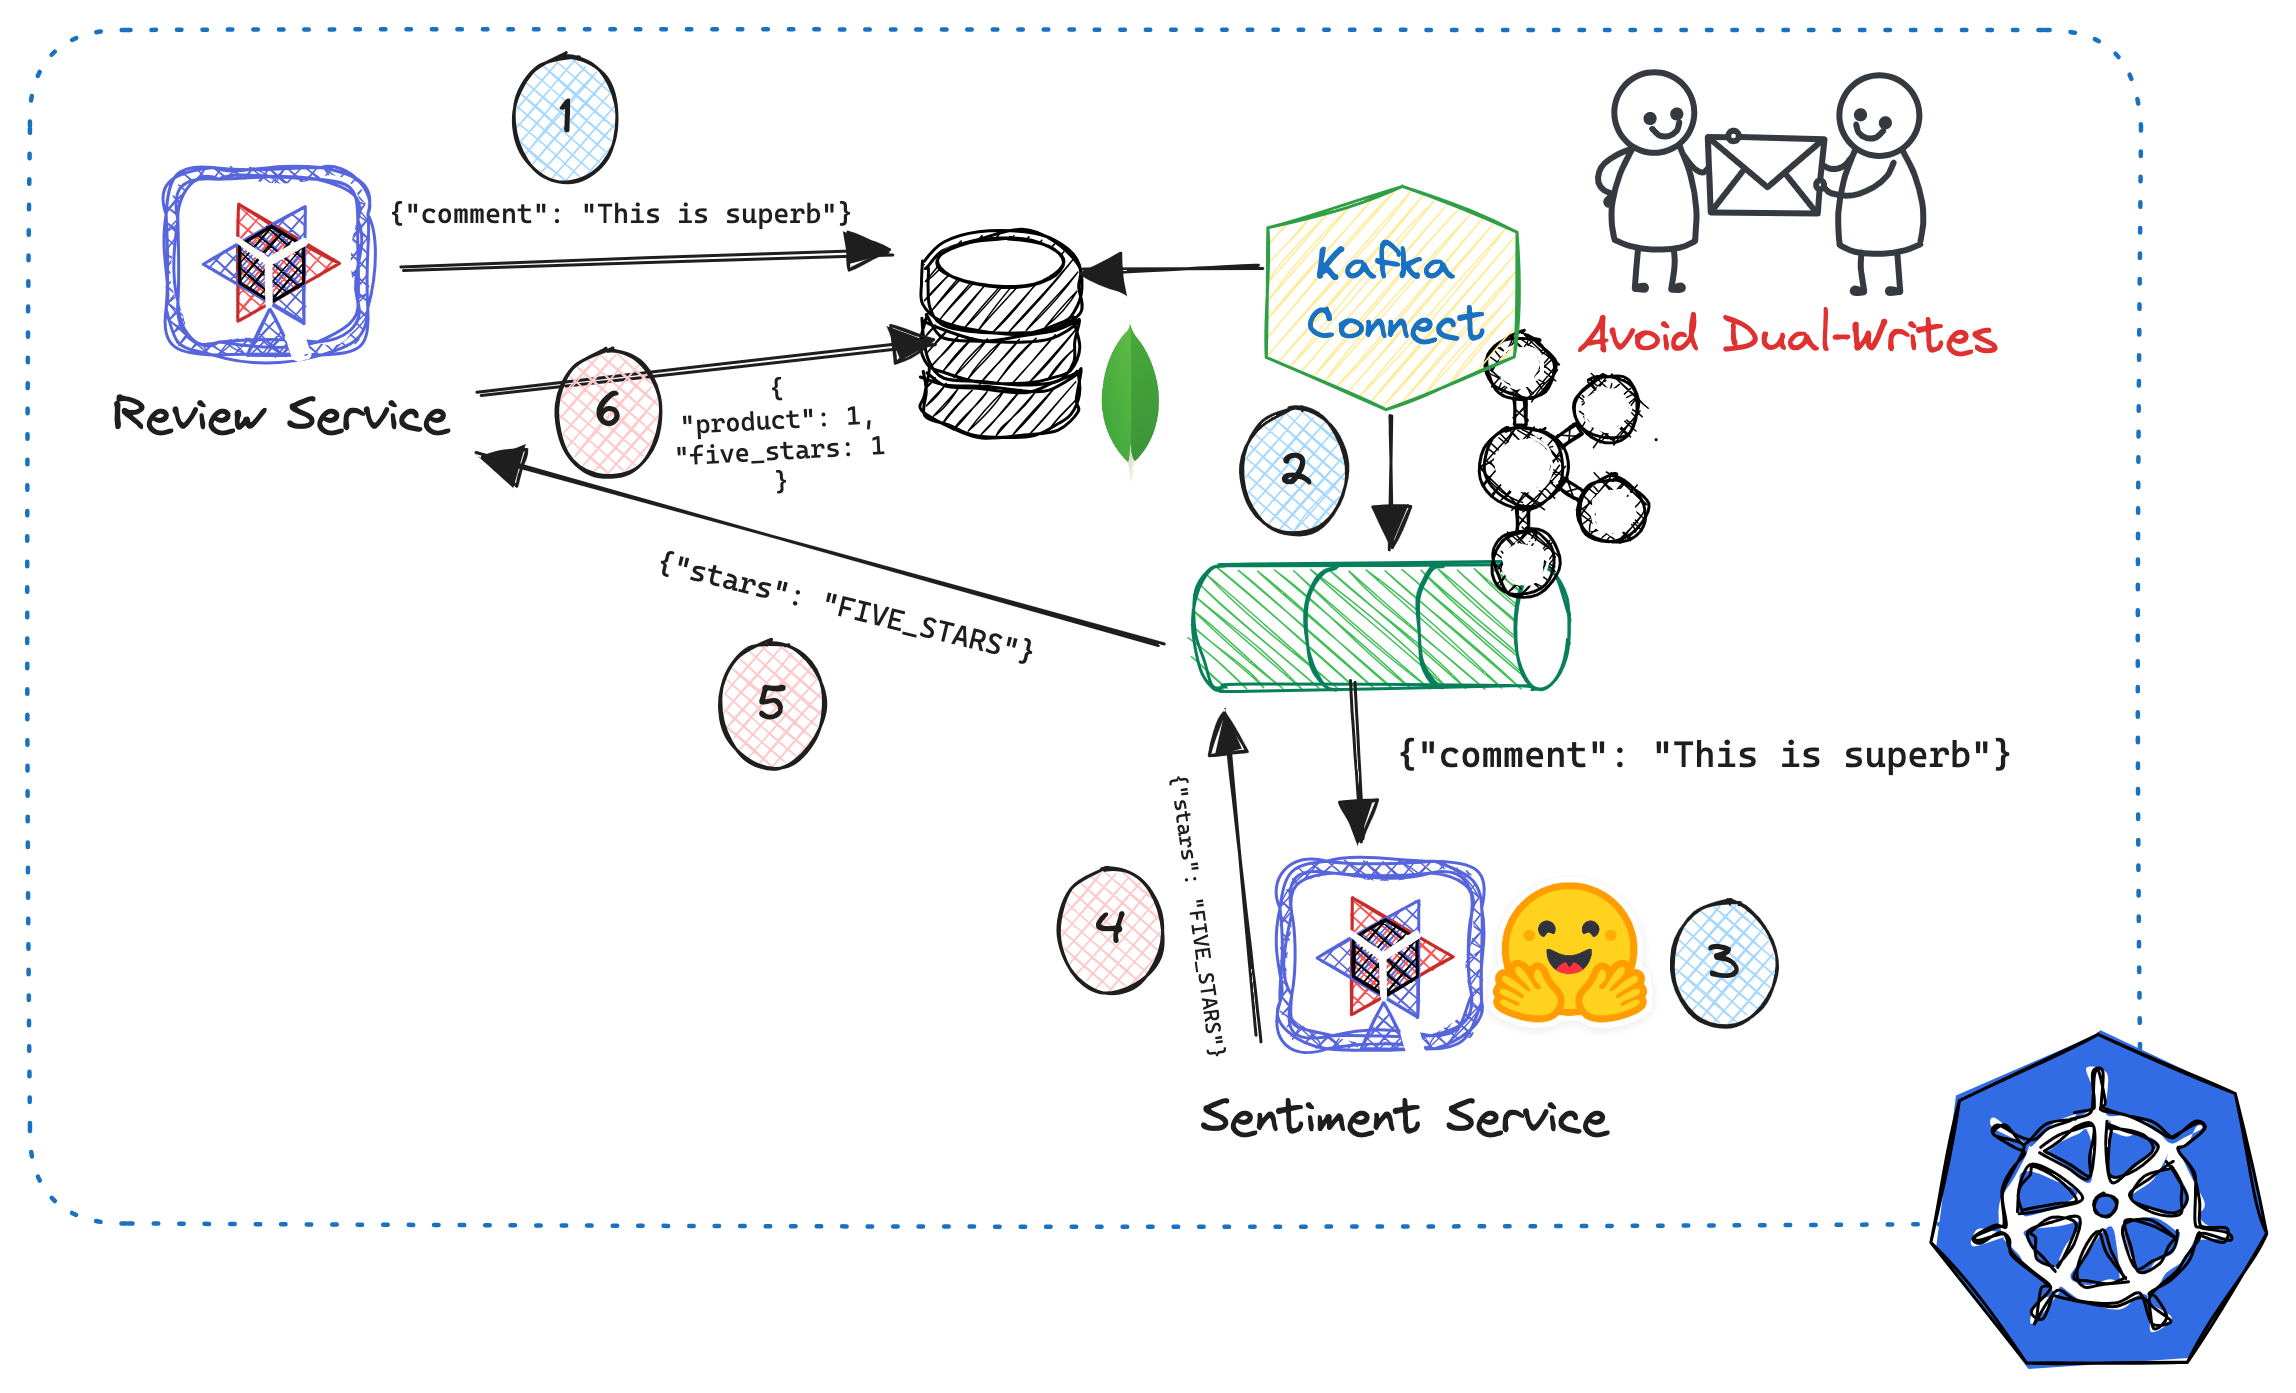 1
{"comment": "This is superb"}
Review Service
6
{
"product": 1,
"five_stars: 1
}
Kafka
Connect
Avoid Dual-Writes
2
{"stars": "FIVE_STARS"}
5
{"comment": "This is superb"}
{"stars": "FIVE_STARS"}
4
3
Sentiment Service